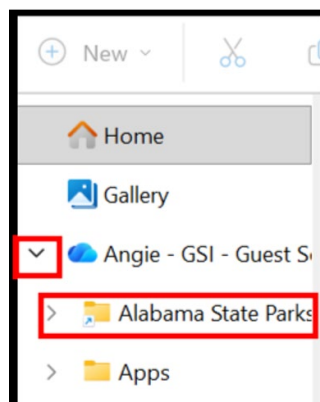 New
Home
Gallery
Angie - GSI - Guest
Alabama State Parks
Apps